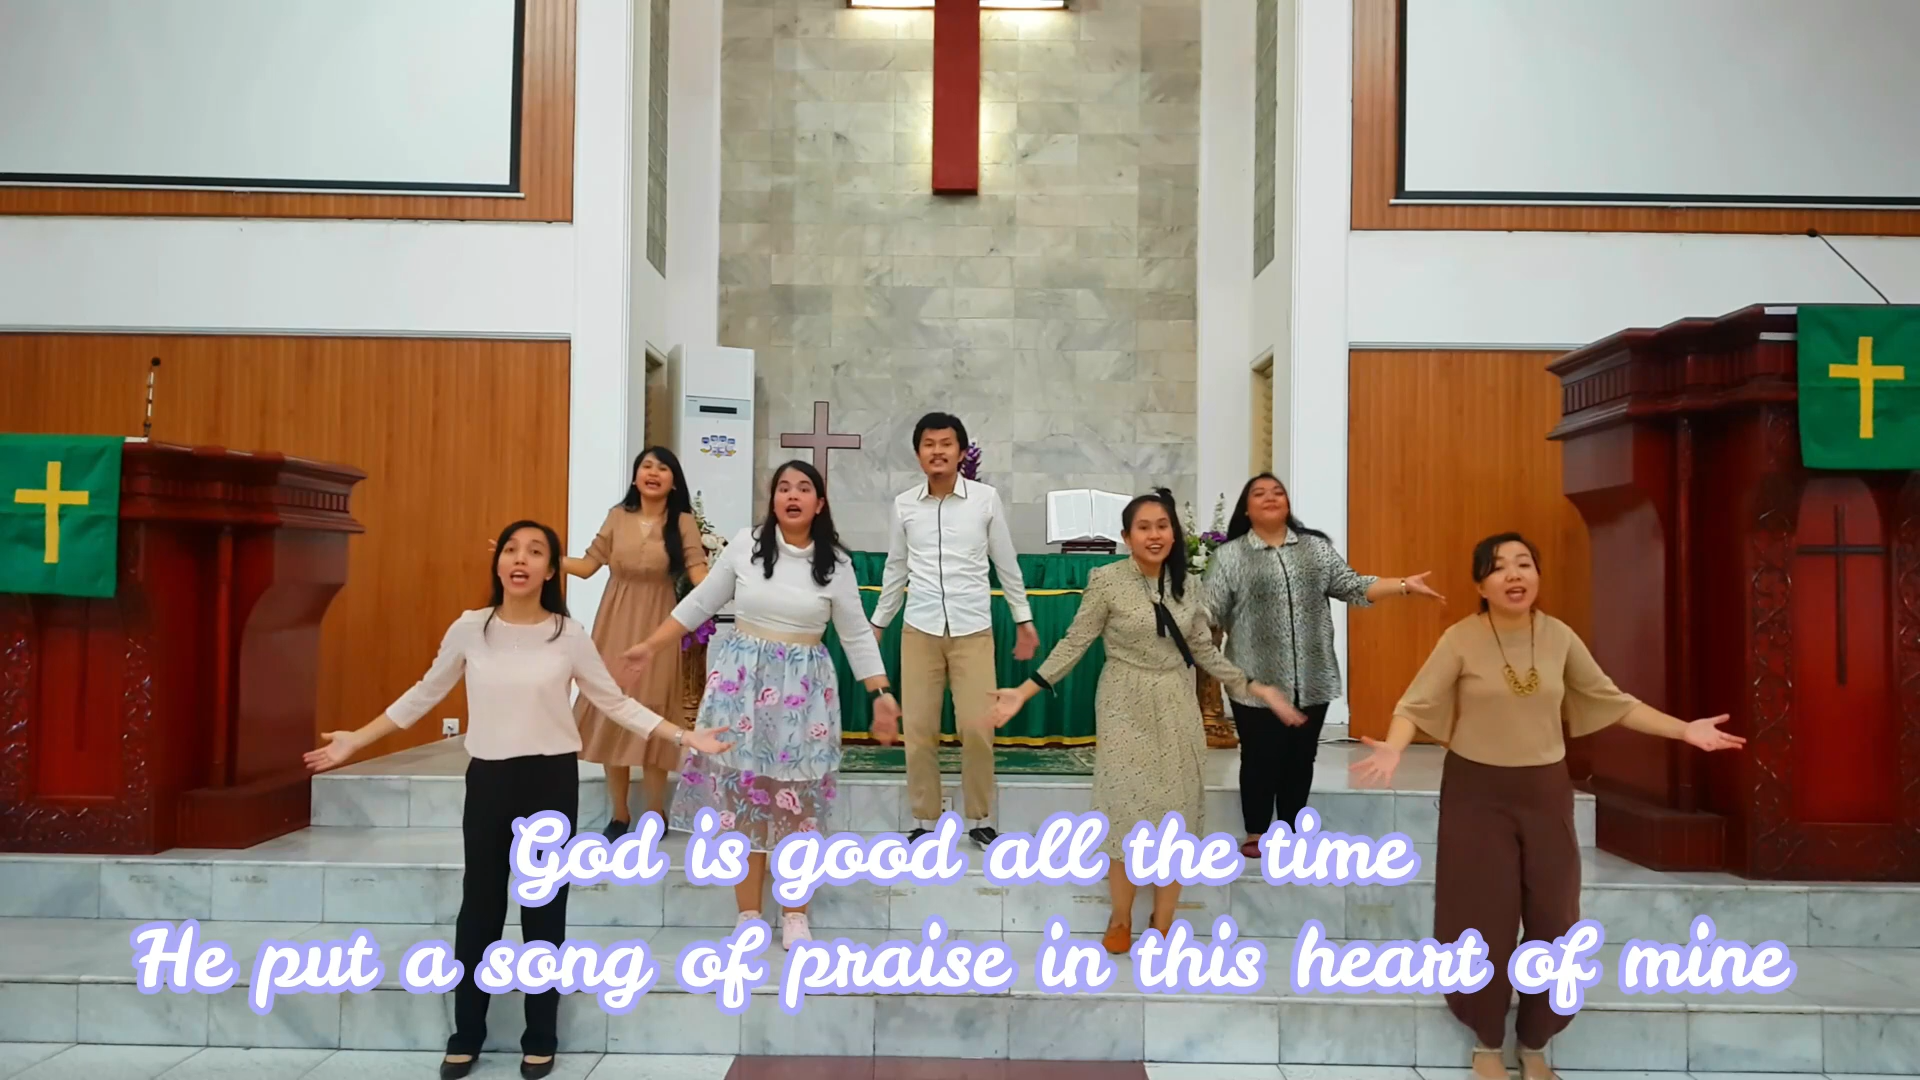 God is good all the time
He put a song of praise in this heart of mine